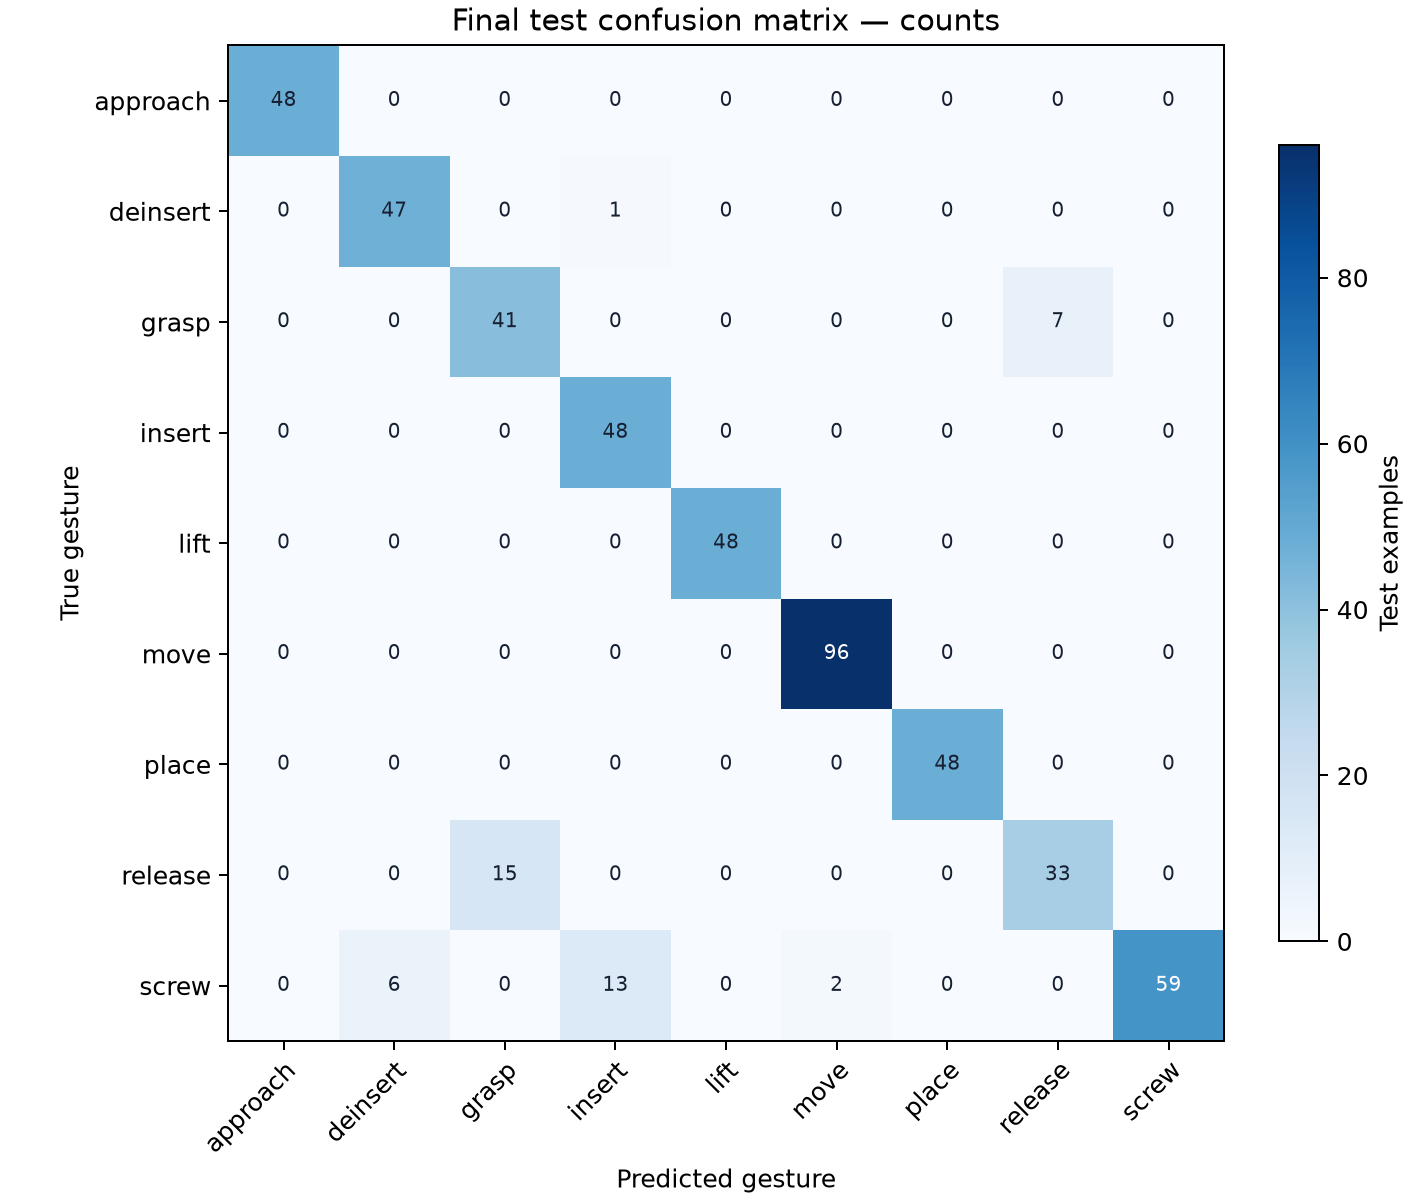 Final test confusion matrix — counts
approach 48 0 0 0 0 0 0 0 0
deinsert 0 47 0 1 0 0 0 0 0
grasp 0 0 41 0 0 0 0 7 0
insert 0 0 0 48 0 0 0 0 0
lift 0 0 0 0 48 0 0 0 0
move 0 0 0 0 0 96 0 0 0
place 0 0 0 0 0 0 48 0 0
release 0 0 15 0 0 0 0 33 0
screw 0 6 0 13 0 2 0 0 59
True gesture
approach deinsert grasp insert lift move place release screw
Predicted gesture
80
60
40
20
0
Test examples